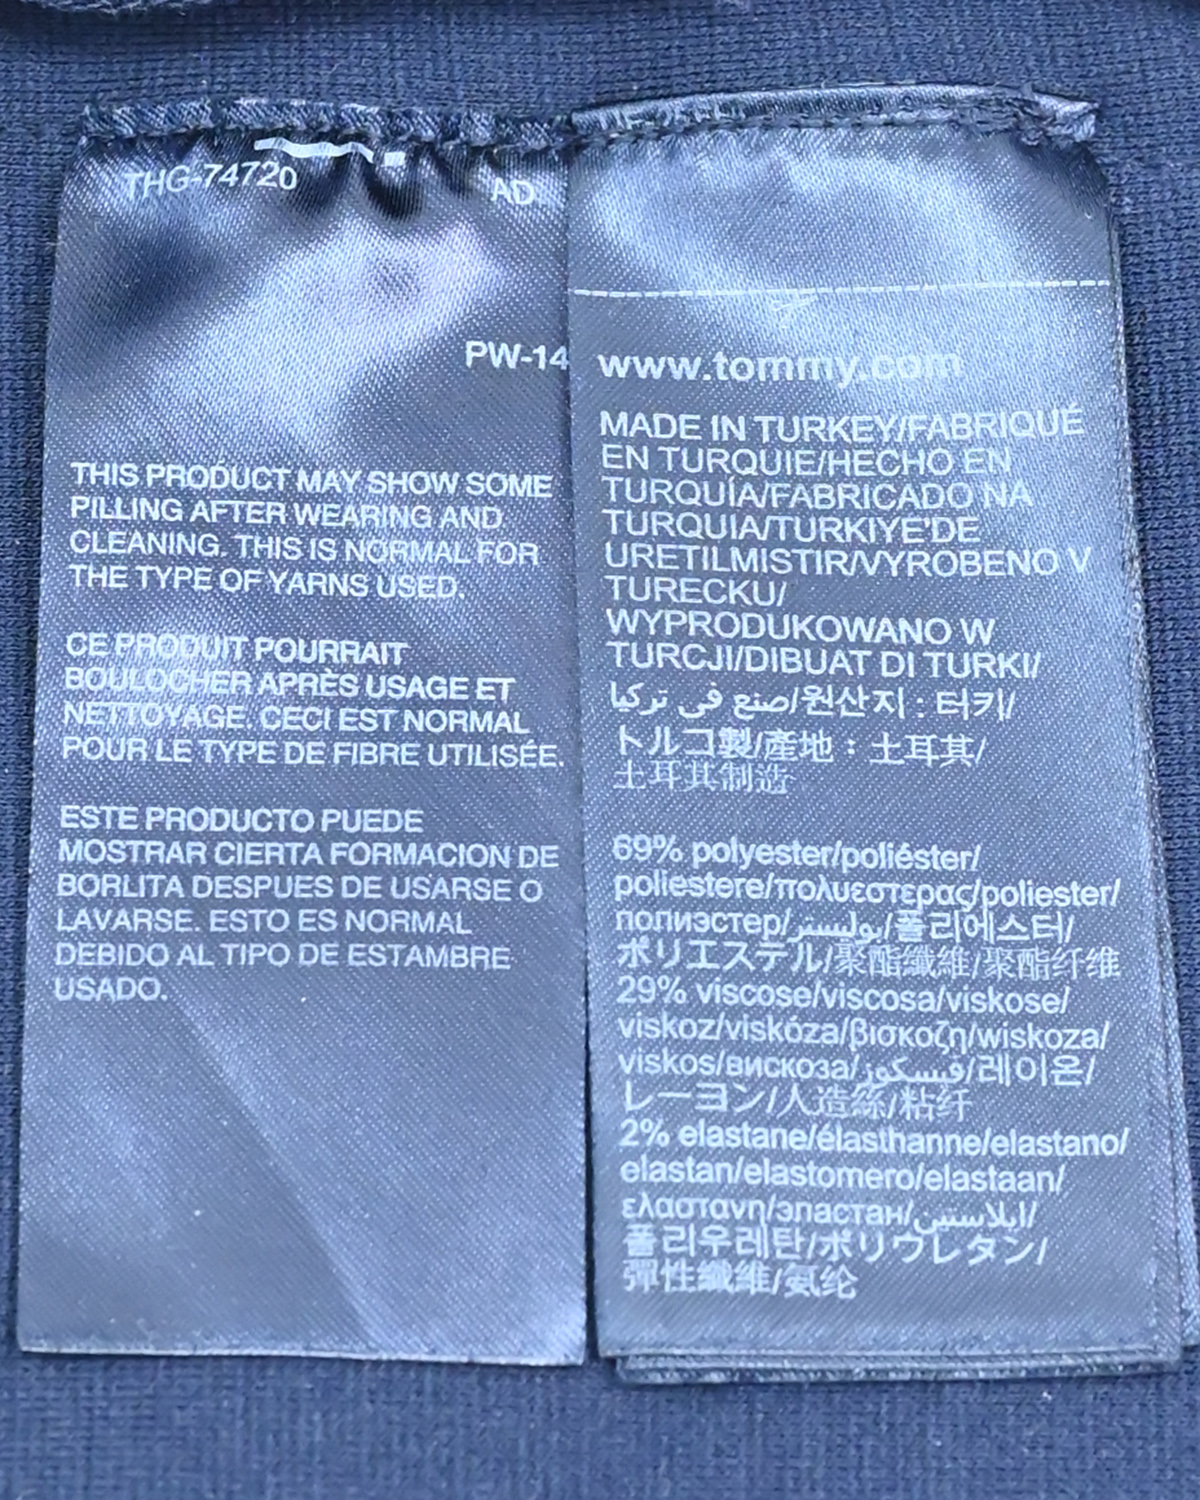 THG-74720
AD
PW-14
THIS PRODUCT MAY SHOW SOME
PILLING AFTER WEARING AND
CLEANING. THIS IS NORMAL FOR
THE TYPE OF YARNS USED.
CE PRODUIT POURRAIT
BOULOCHER APRÈS USAGE ET
NETTOYAGE. CECI EST NORMAL
POUR LE TYPE DE FIBRE UTILISÉE.
ESTE PRODUCTO PUEDE
MOSTRAR CIERTA FORMACION DE
BORLITA DESPUES DE USARSE O
LAVARSE. ESTO ES NORMAL
DEBIDO AL TIPO DE ESTAMBRE
USADO.
www.tommy.com
MADE IN TURKEY/FABRIQUÉ
EN TURQUIE/HECHO EN
TURQUÍA/FABRICADO NA
TURQUIA/TURKIYE'DE
URETILMISTIR/VYROBENO V
TURECKU/
WYPRODUKOWANO W
TURCJI/DIBUAT DI TURKI/
صنع في تركيا/원산지 : 터키/
トルコ製/產地：土耳其/
土耳其制造
69% polyester/poliéster/
poliestere/πολυεστερας/poliester/
полиэстер/بوليستر/폴리에스터/
ポリエステル/聚酯纖維/聚酯纤维
29% viscose/viscosa/viskose/
viskoz/viskóza/βισκοζη/wiskoza/
viskos/вискоза/فيسكوز/레이온/
レーヨン/人造絲/粘纤
2% elastane/élasthanne/elastano/
elastan/elastomero/elastaan/
ελαστανη/эластан/ايلاستين/
폴리우레탄/ポリウレタン/
彈性纖維/氨纶